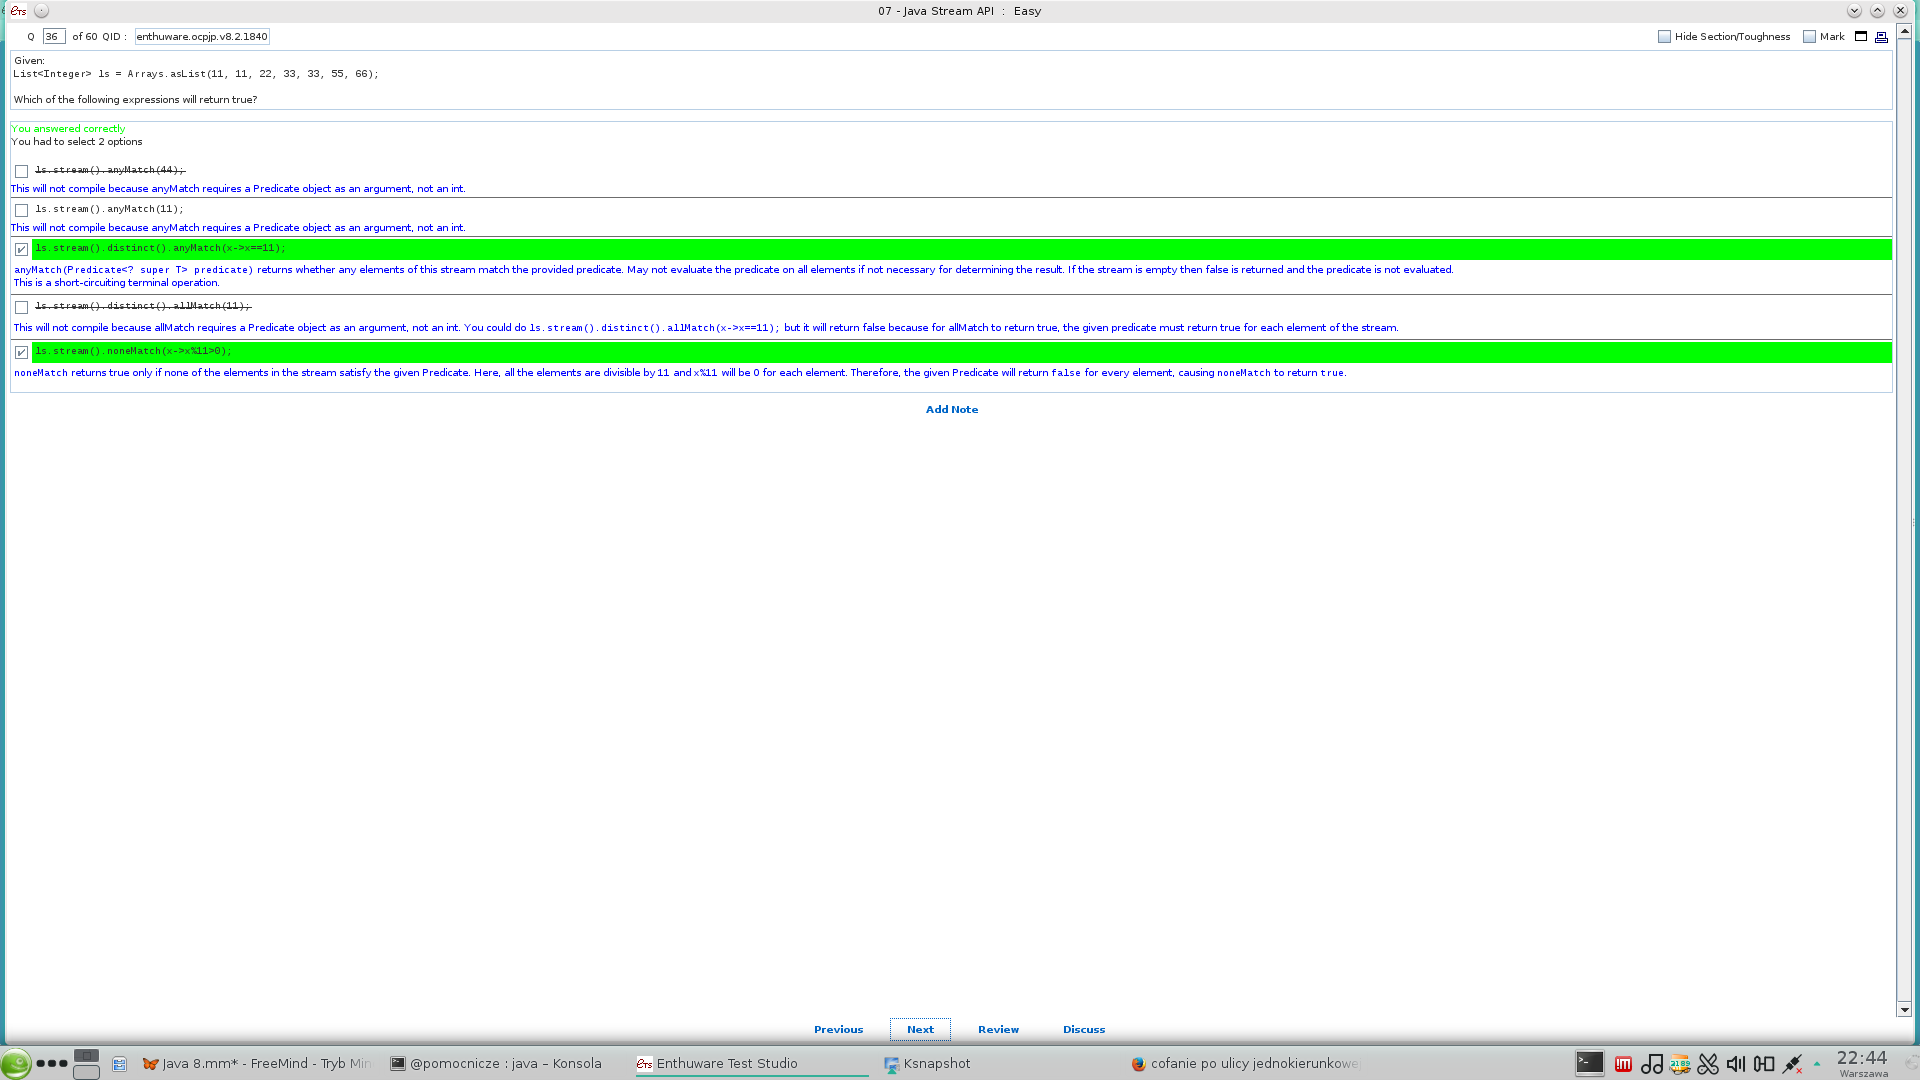 ETS
07 - Java Stream API : Easy
Q 36 of 60 QID : enthuware.ocpjp.v8.2.1840
Hide Section/Toughness Mark
Given:
List<Integer> ls = Arrays.asList(11, 11, 22, 33, 33, 55, 66);
Which of the following expressions will return true?
You answered correctly
You had to select 2 options
ls.stream().anyMatch(44);
This will not compile because anyMatch requires a Predicate object as an argument, not an int.
ls.stream().anyMatch(11);
This will not compile because anyMatch requires a Predicate object as an argument, not an int.
ls.stream().distinct().anyMatch(x->x==11);
anyMatch(Predicate<? super T> predicate) returns whether any elements of this stream match the provided predicate. May not evaluate the predicate on all elements if not necessary for determining the result. If the stream is empty then false is returned and the predicate is not evaluated.
This is a short-circuiting terminal operation.
ls.stream().distinct().allMatch(11);
This will not compile because allMatch requires a Predicate object as an argument, not an int. You could do ls.stream().distinct().allMatch(x->x==11); but it will return false because for allMatch to return true, the given predicate must return true for each element of the stream.
ls.stream().noneMatch(x->x%11>0);
noneMatch returns true only if none of the elements in the stream satisfy the given Predicate. Here, all the elements are divisible by 11 and x%11 will be 0 for each element. Therefore, the given Predicate will return false for every element, causing noneMatch to return true.
Add Note
Previous Next Review Discuss
Java 8.mm* - FreeMind - Tryb Min
@pomocnicze : java – Konsola
ETS Enthuware Test Studio
Ksnapshot
cofanie po ulicy jednokierunkowe
22:44
Warszawa